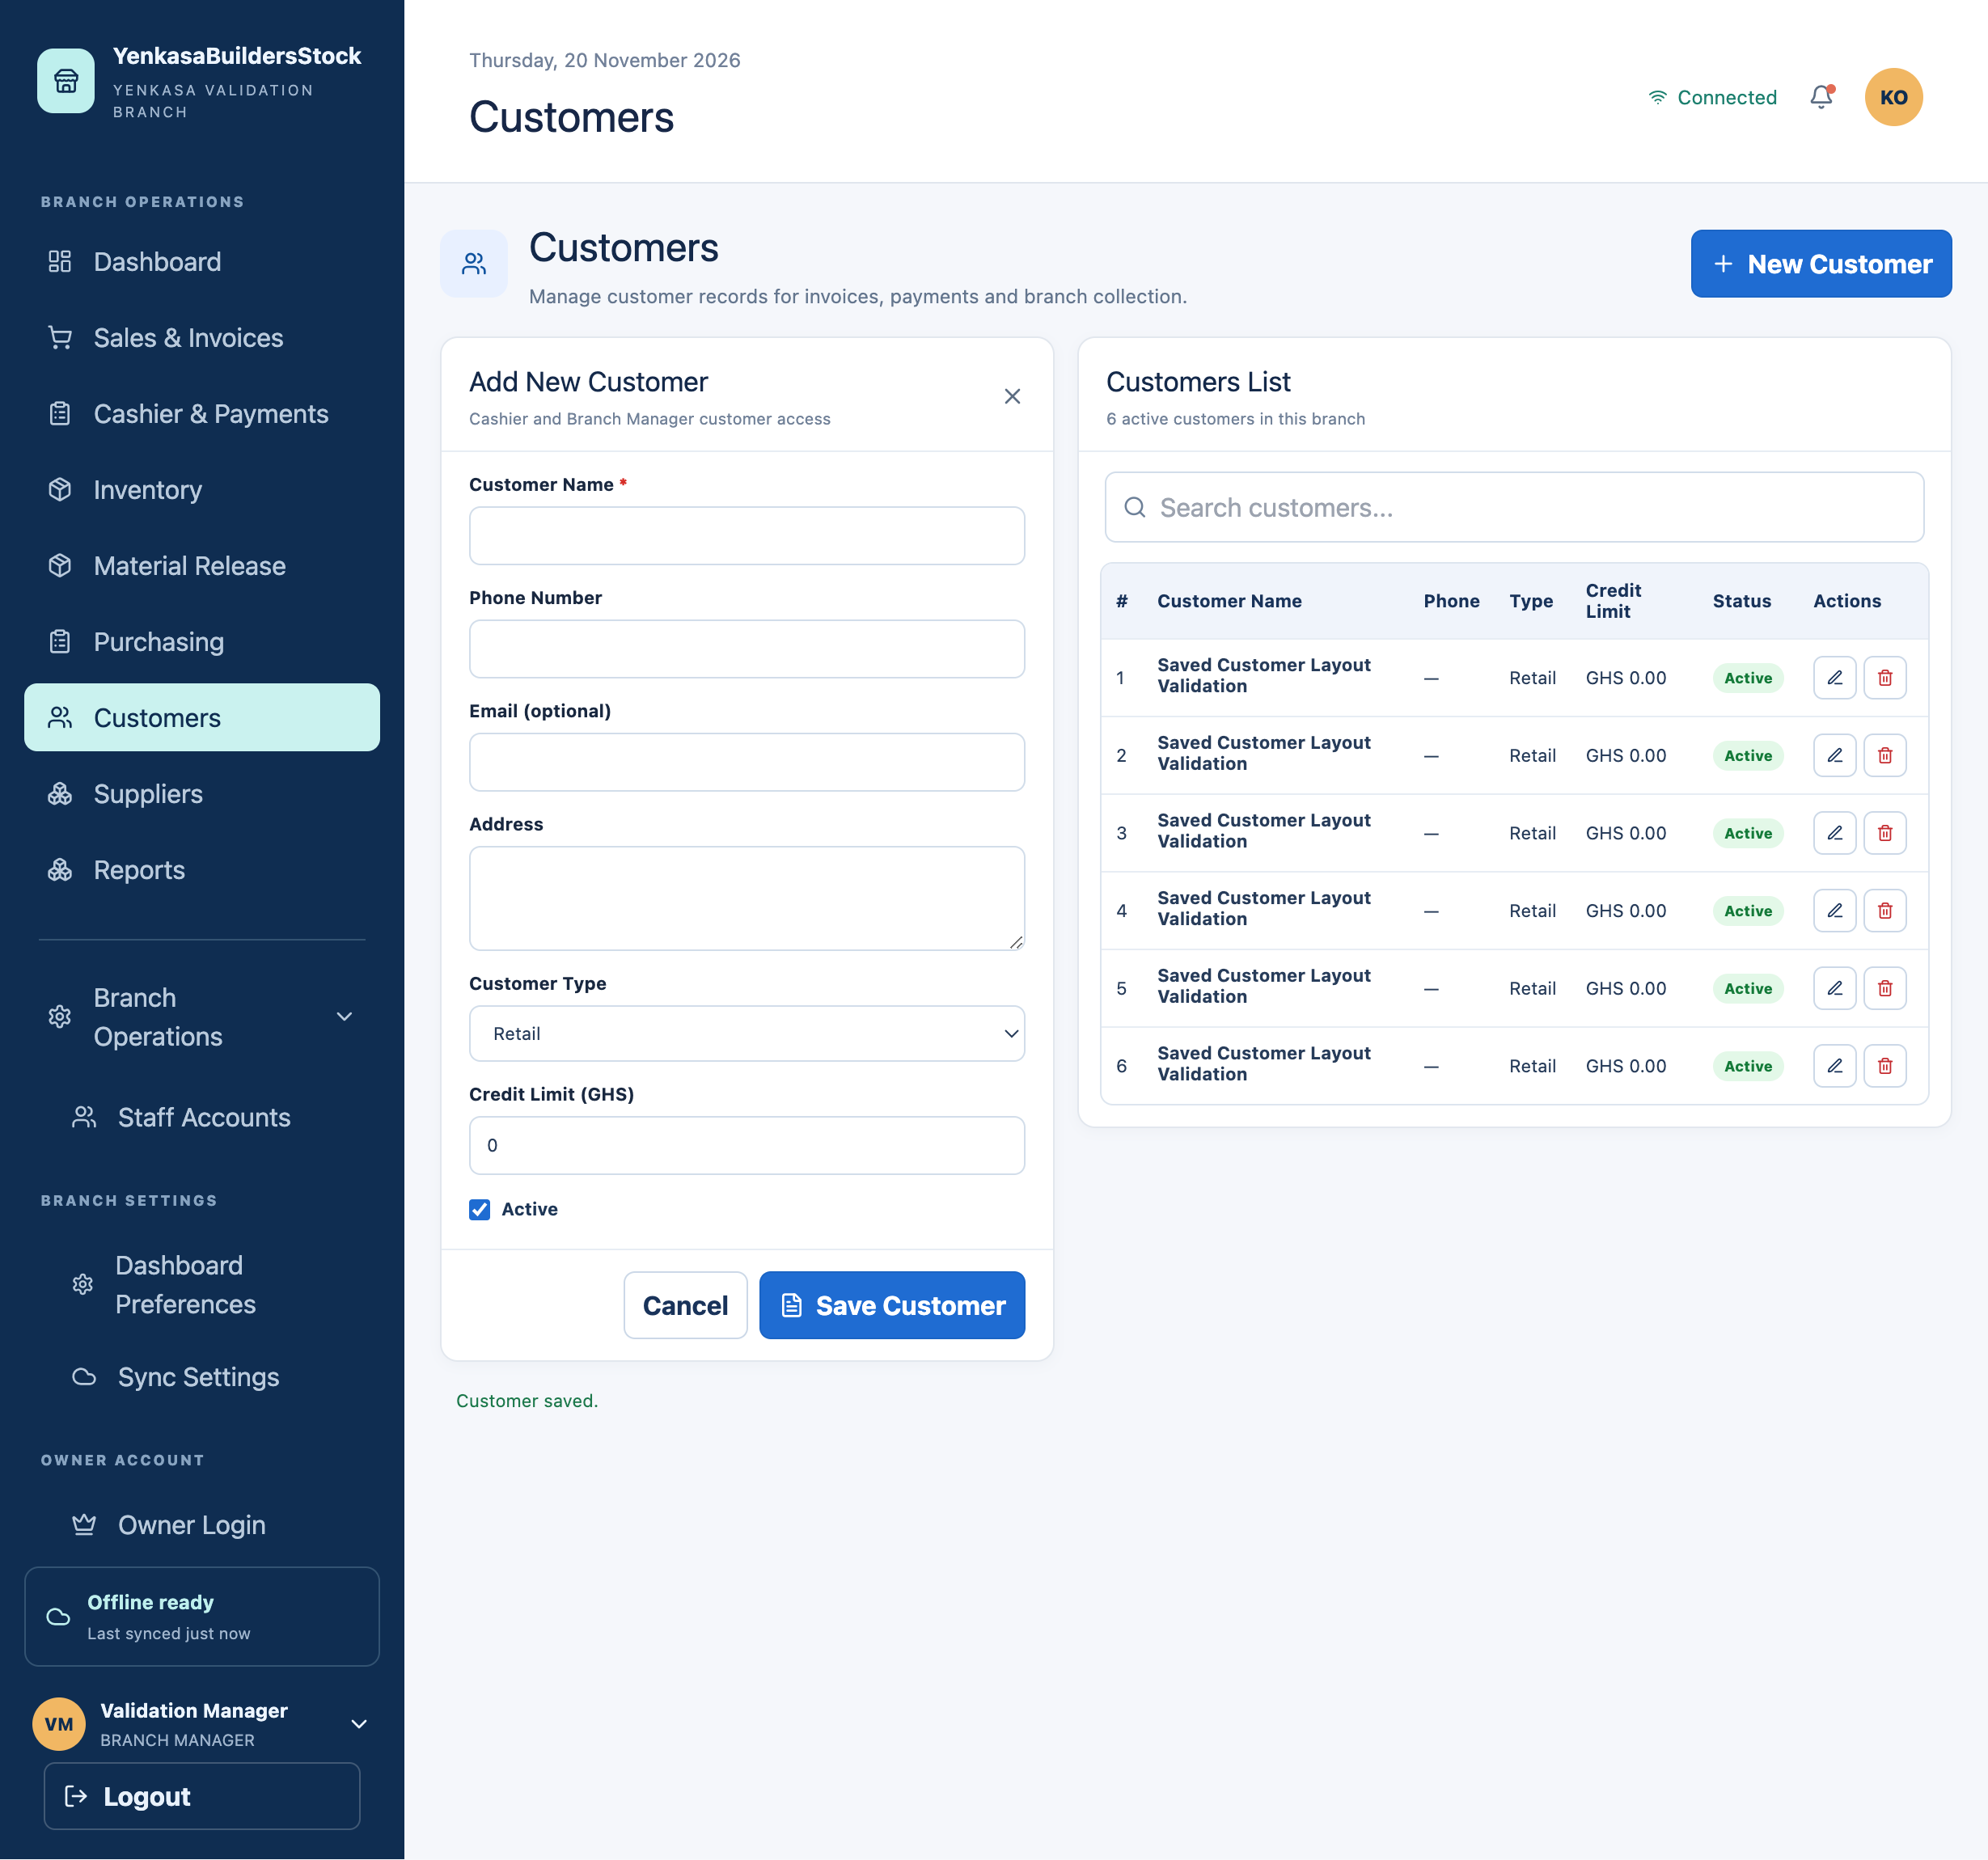 YenkasaBuildersStock
YENKASA VALIDATION
BRANCH
BRANCH OPERATIONS
Dashboard
Sales & Invoices
Cashier & Payments
Inventory
Material Release
Purchasing
Customers
Suppliers
Reports
Branch
Operations
Staff Accounts
BRANCH SETTINGS
Dashboard
Preferences
Sync Settings
OWNER ACCOUNT
Owner Login
Offline ready
Last synced just now
VM
Validation Manager
BRANCH MANAGER
Logout
Thursday, 20 November 2026
Customers
Connected
KO
Customers
Manage customer records for invoices, payments and branch collection.
+ New Customer
Add New Customer
Cashier and Branch Manager customer access
Customer Name *
Phone Number
Email (optional)
Address
Customer Type
Retail
Credit Limit (GHS)
0
Active
Cancel
Save Customer
Customer saved.
Customers List
6 active customers in this branch
Search customers...
# Customer Name Phone Type Credit Limit Status Actions
1 Saved Customer Layout Validation — Retail GHS 0.00 Active
2 Saved Customer Layout Validation — Retail GHS 0.00 Active
3 Saved Customer Layout Validation — Retail GHS 0.00 Active
4 Saved Customer Layout Validation — Retail GHS 0.00 Active
5 Saved Customer Layout Validation — Retail GHS 0.00 Active
6 Saved Customer Layout Validation — Retail GHS 0.00 Active